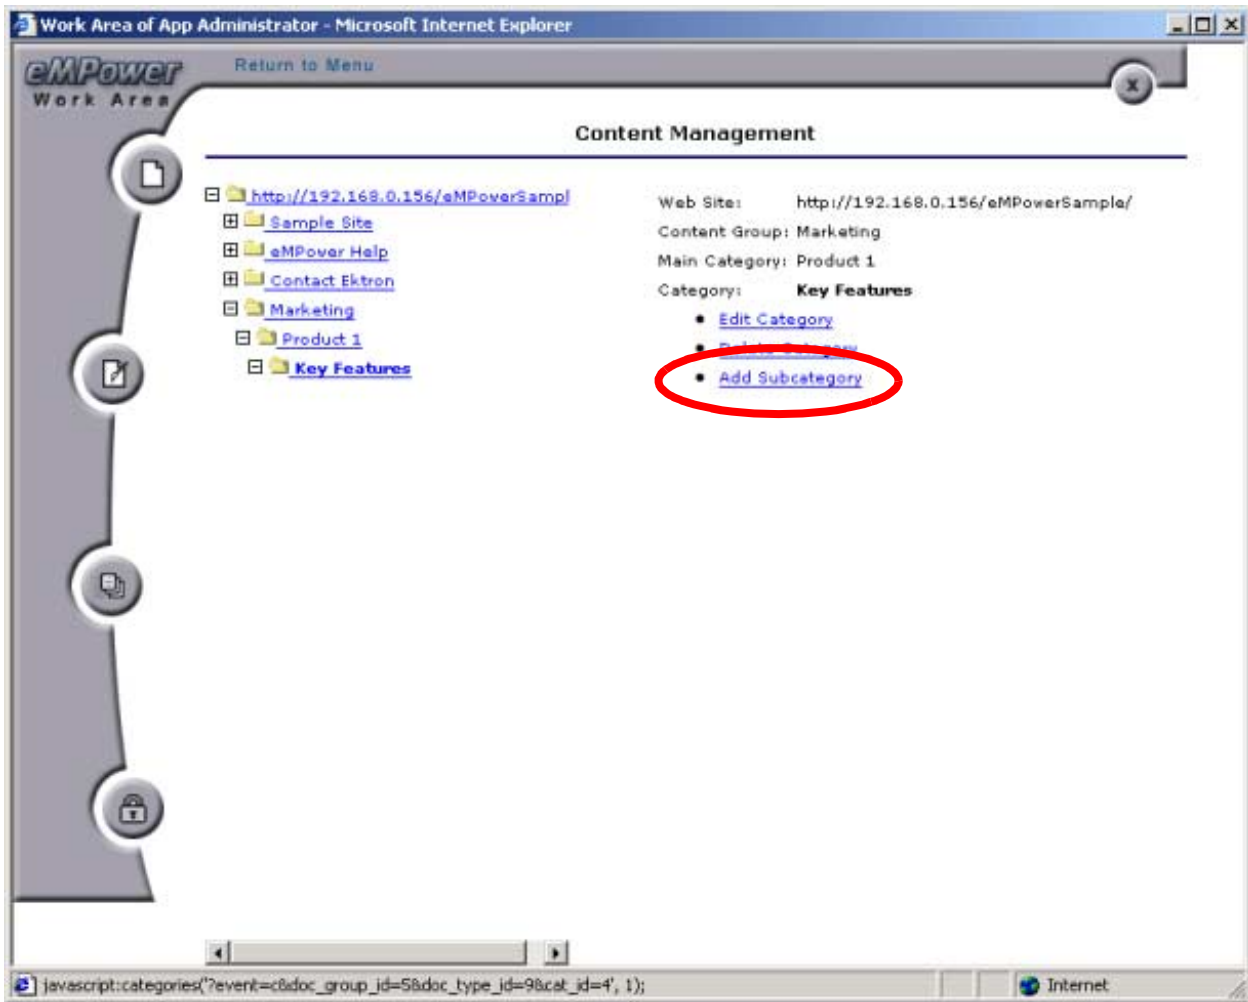 Work Area of App Administrator - Microsoft Internet Explorer
eMPower
Work Area
Return to Menu
x
Content Management
http://192.168.0.156/eMPowerSampl
Sample Site
eMPower Help
Contact Ektron
Marketing
Product 1
Key Features
Web Site: http://192.168.0.156/eMPowerSample/
Content Group: Marketing
Main Category: Product 1
Category: Key Features
• Edit Category
• Delete Category
• Add Subcategory
javascript:categories('?event=c&doc_group_id=5&doc_type_id=9&cat_id=4', 1);
Internet